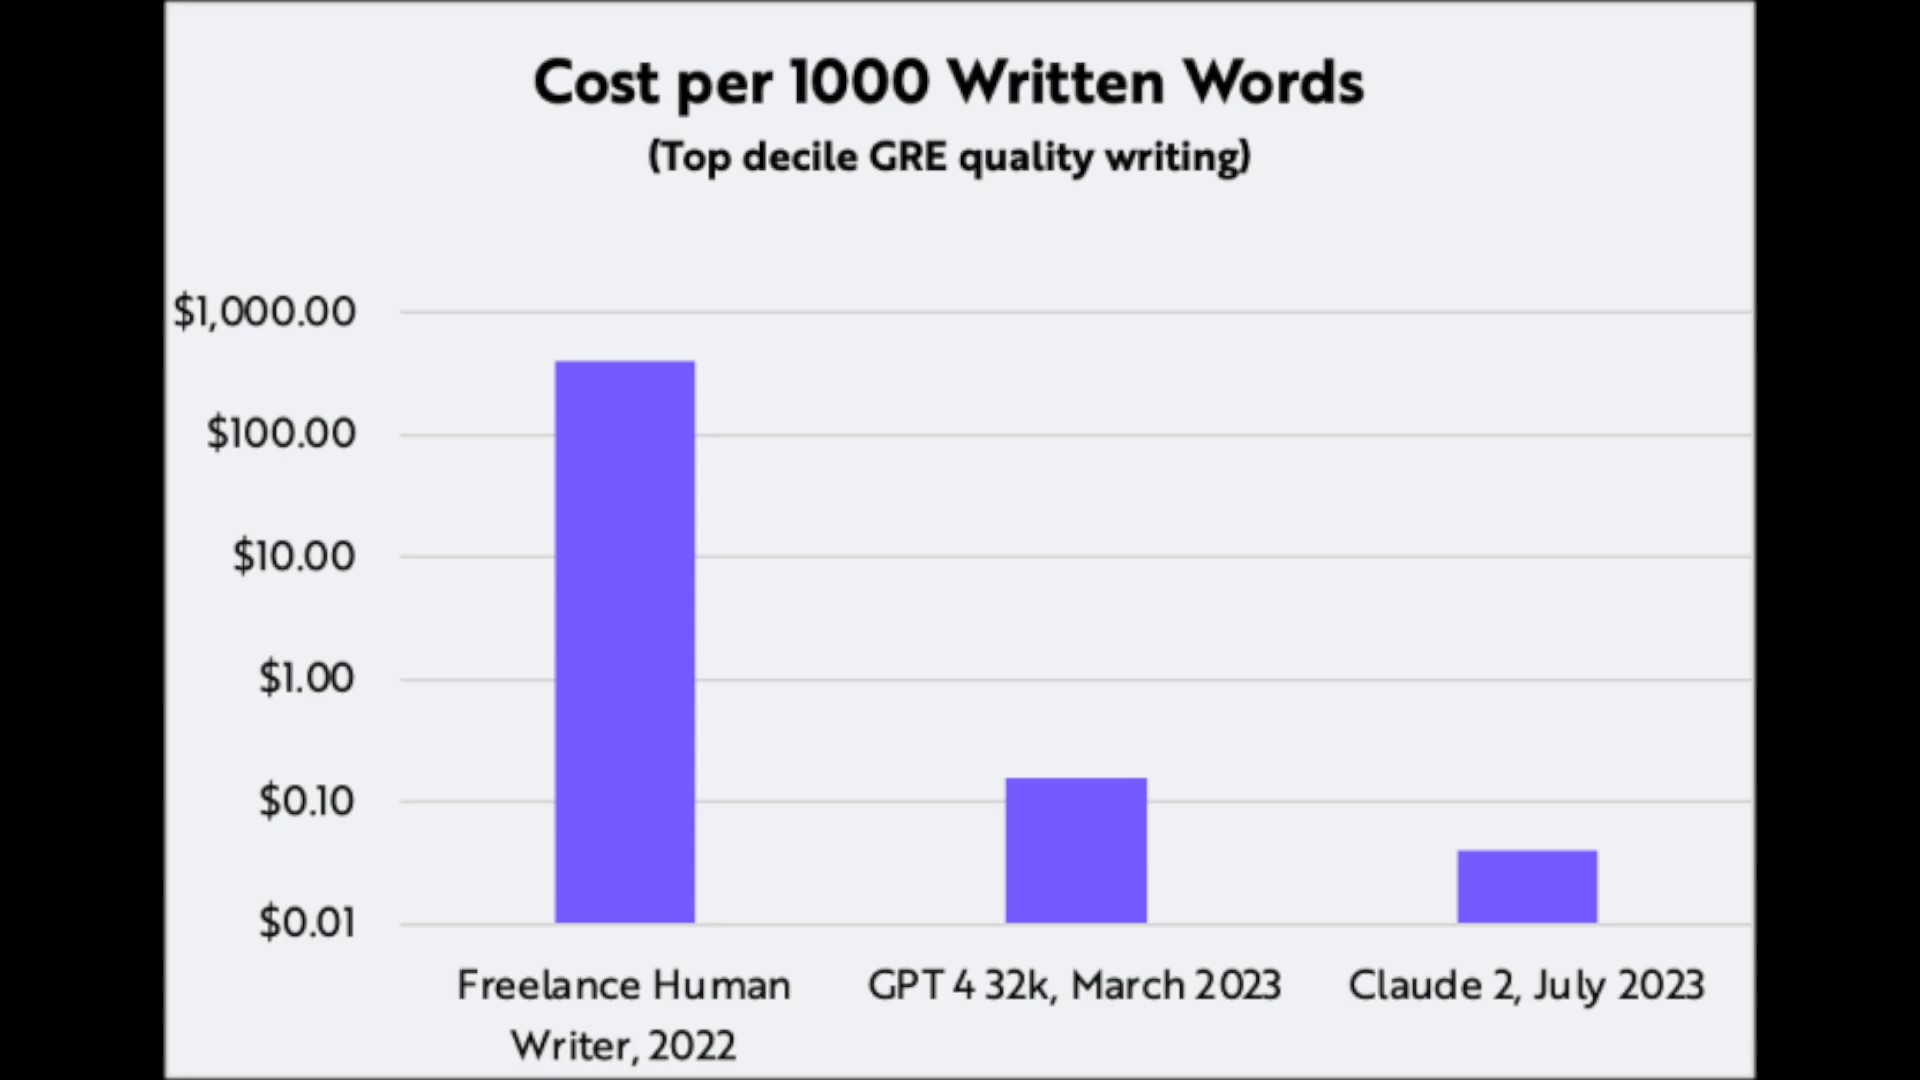 Cost per 1000 Written Words
(Top decile GRE quality writing)
$1,000.00
$100.00
$10.00
$1.00
$0.10
$0.01
Freelance Human
Writer, 2022
GPT 4 32k, March 2023
Claude 2, July 2023